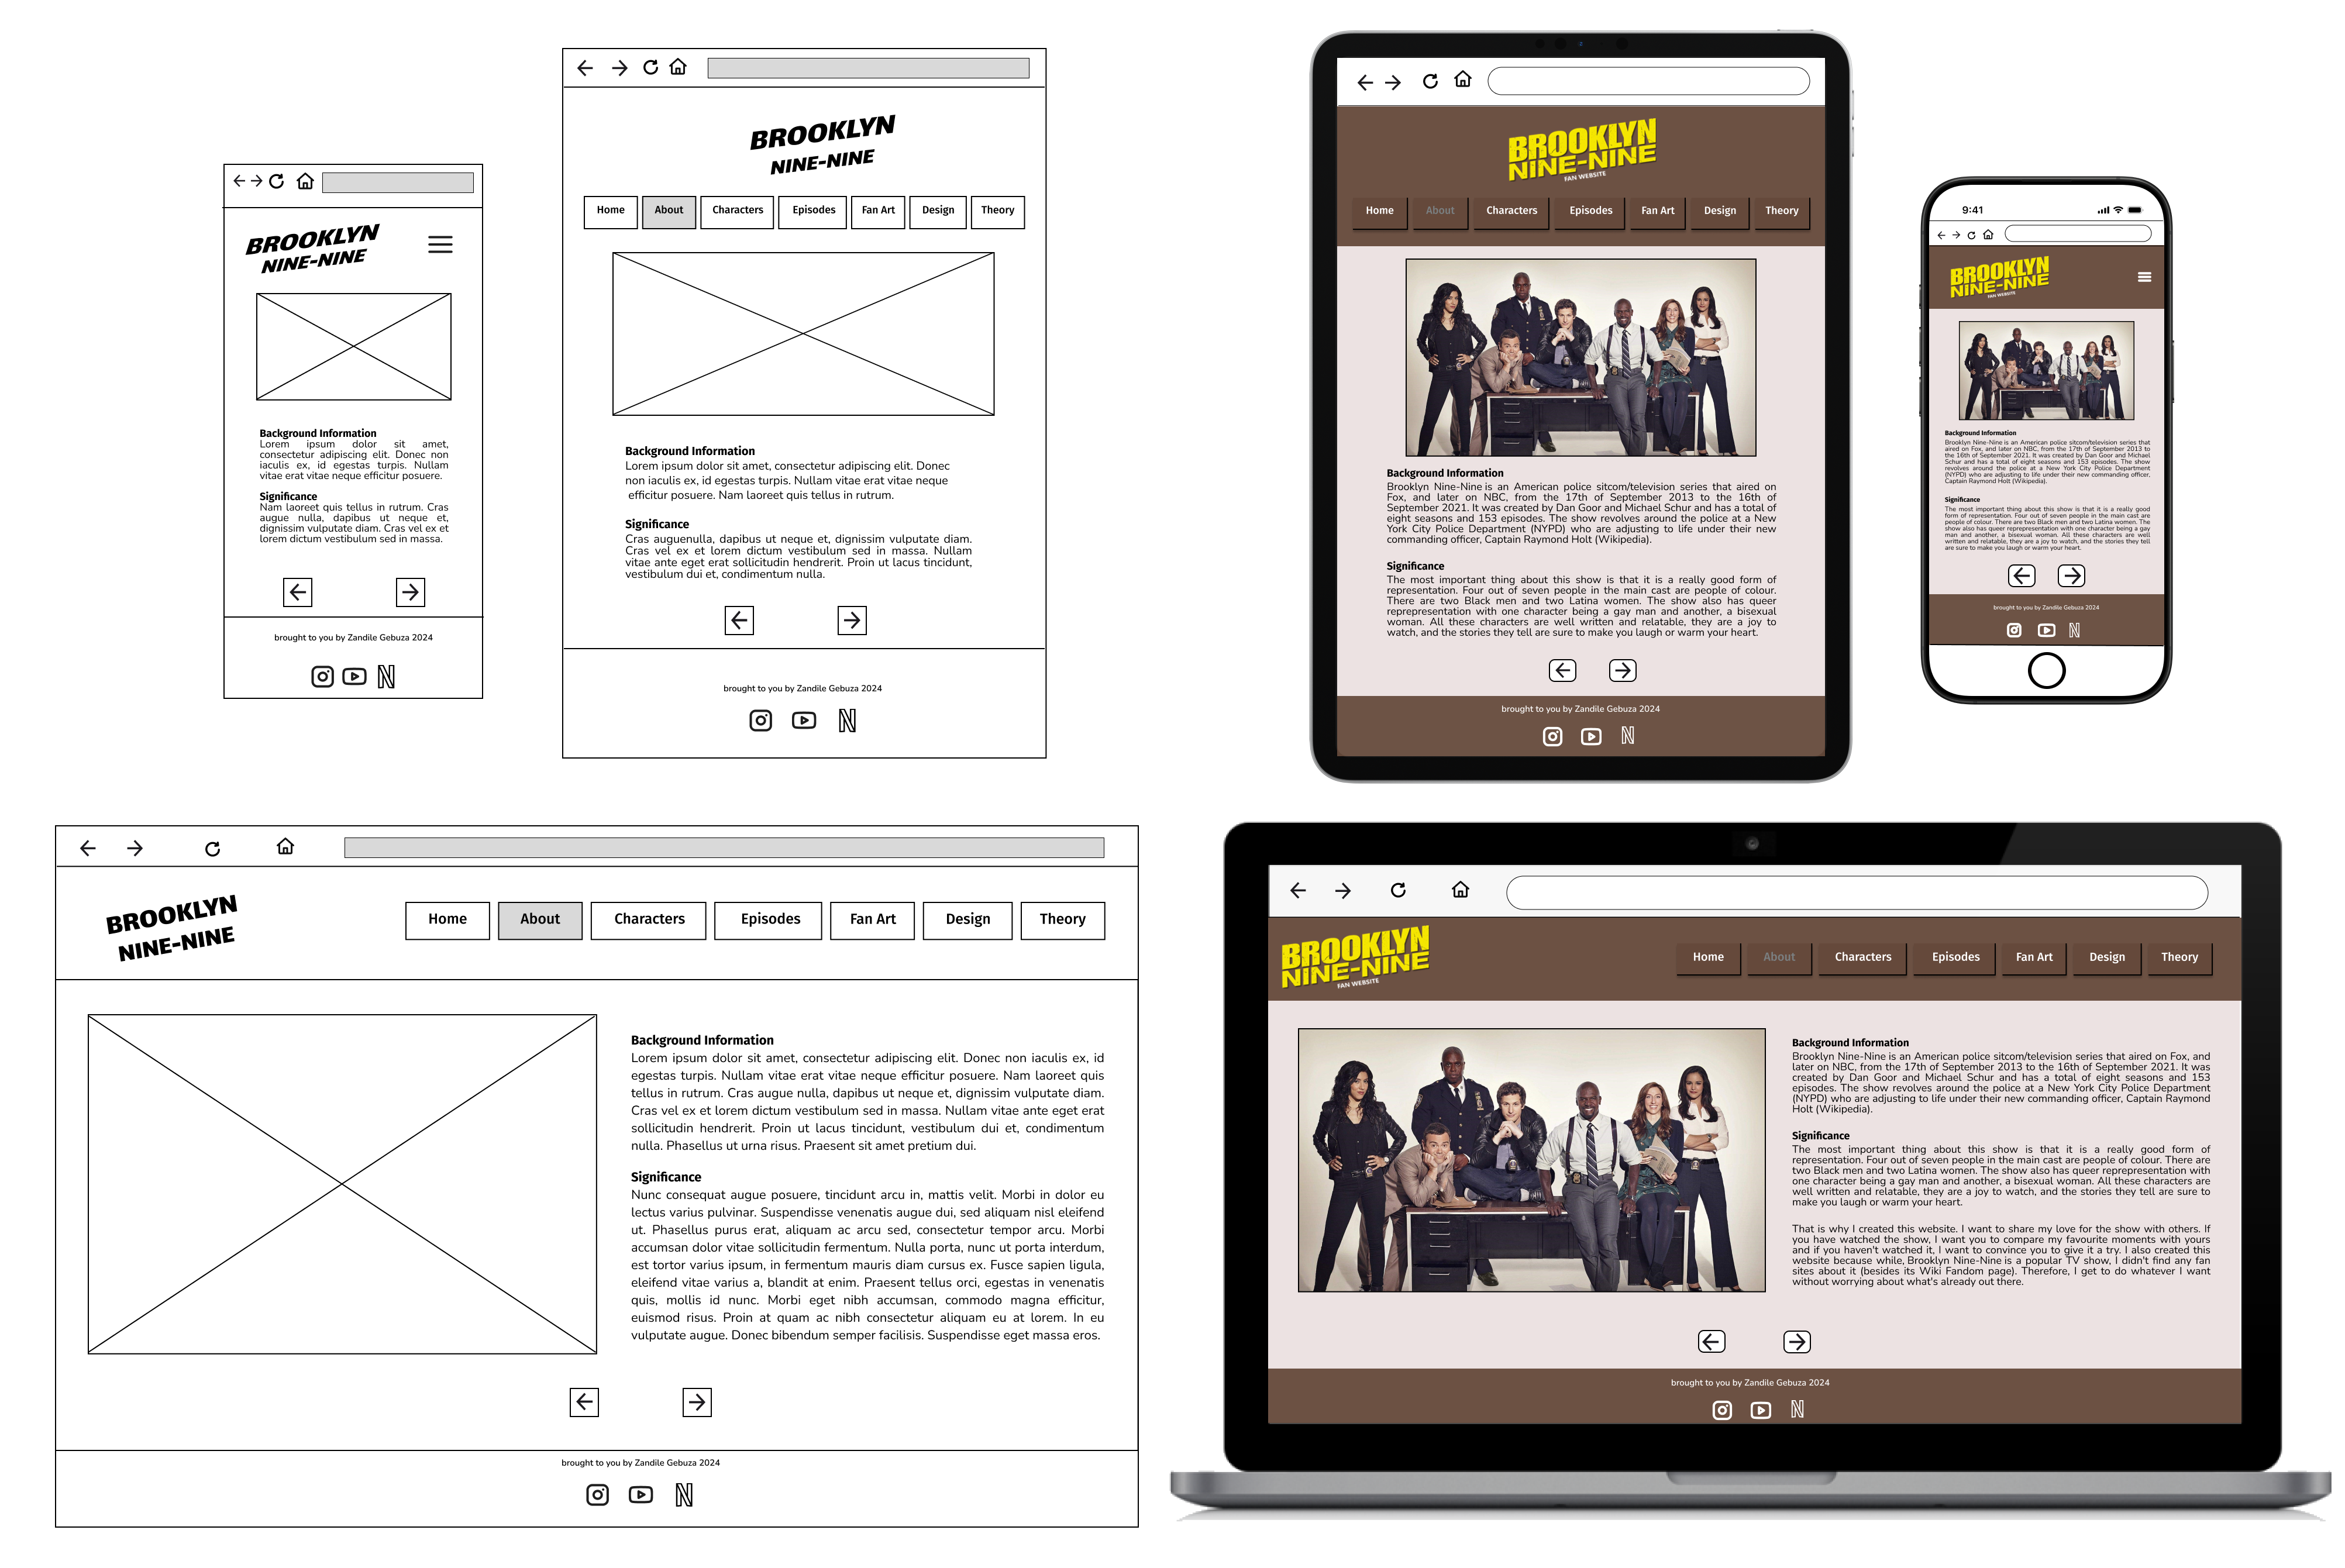 BROOKLYN
NINE-NINE
Background Information
Lorem ipsum dolor sit amet,
consectetur adipiscing elit. Donec non
iaculis ex, id egestas turpis. Nullam
vitae erat vitae neque efficitur posuere.
Significance
Nam laoreet quis tellus in rutrum. Cras
augue nulla, dapibus ut neque et,
dignissim vulputate diam. Cras vel ex et
lorem dictum vestibulum sed in massa.
brought to you by Zandile Gebuza 2024
BROOKLYN
NINE-NINE
Home About Characters Episodes Fan Art Design Theory
Background Information
Lorem ipsum dolor sit amet, consectetur adipiscing elit. Donec
non iaculis ex, id egestas turpis. Nullam vitae erat vitae neque
efficitur posuere. Nam laoreet quis tellus in rutrum.
Significance
Cras auguenulla, dapibus ut neque et, dignissim vulputate diam.
Cras vel ex et lorem dictum vestibulum sed in massa. Nullam
vitae ante eget erat sollicitudin hendrerit. Proin ut lacus tincidunt,
vestibulum dui et, condimentum nulla.
brought to you by Zandile Gebuza 2024
BROOKLYN
NINE-NINE
FAN WEBSITE
Home About Characters Episodes Fan Art Design Theory
Background Information
Brooklyn Nine-Nine is an American police sitcom/television series that aired on
Fox, and later on NBC, from the 17th of September 2013 to the 16th of
September 2021. It was created by Dan Goor and Michael Schur and has a total of
eight seasons and 153 episodes. The show revolves around the police at a New
York City Police Department (NYPD) who are adjusting to life under their new
commanding officer, Captain Raymond Holt (Wikipedia).
Significance
The most important thing about this show is that it is a really good form of
representation. Four out of seven people in the main cast are people of colour.
There are two Black men and two Latina women. The show also has queer
reprepresentation with one character being a gay man and another, a bisexual
woman. All these characters are well written and relatable, they are a joy to
watch, and the stories they tell are sure to make you laugh or warm your heart.
brought to you by Zandile Gebuza 2024
9:41
BROOKLYN
NINE-NINE
FAN WEBSITE
Background Information
Brooklyn Nine-Nine is an American police sitcom/television series that
aired on Fox, and later on NBC, from the 17th of September 2013 to
the 16th of September 2021. It was created by Dan Goor and Michael
Schur and has a total of eight seasons and 153 episodes. The show
revolves around the police at a New York City Police Department
(NYPD) who are adjusting to life under their new commanding officer,
Captain Raymond Holt (Wikipedia).
Significance
The most important thing about this show is that it is a really good
form of representation. Four out of seven people in the main cast are
people of colour. There are two Black men and two Latina women. The
show also has queer reprepresentation with one character being a gay
man and another, a bisexual woman. All these characters are well
written and relatable, they are a joy to watch, and the stories they tell
are sure to make you laugh or warm your heart.
brought to you by Zandile Gebuza 2024
BROOKLYN
NINE-NINE
Home About Characters Episodes Fan Art Design Theory
Background Information
Lorem ipsum dolor sit amet, consectetur adipiscing elit. Donec non iaculis ex, id
egestas turpis. Nullam vitae erat vitae neque efficitur posuere. Nam laoreet quis
tellus in rutrum. Cras augue nulla, dapibus ut neque et, dignissim vulputate diam.
Cras vel ex et lorem dictum vestibulum sed in massa. Nullam vitae ante eget erat
sollicitudin hendrerit. Proin ut lacus tincidunt, vestibulum dui et, condimentum
nulla. Phasellus ut urna risus. Praesent sit amet pretium dui.
Significance
Nunc consequat augue posuere, tincidunt arcu in, mattis velit. Morbi in dolor eu
lectus varius pulvinar. Suspendisse venenatis augue dui, sed aliquam nisl eleifend
ut. Phasellus purus erat, aliquam ac arcu sed, consectetur tempor arcu. Morbi
accumsan dolor vitae sollicitudin fermentum. Nulla porta, nunc ut porta interdum,
est tortor varius ipsum, in fermentum mauris diam cursus ex. Fusce sapien ligula,
eleifend vitae varius a, blandit at enim. Praesent tellus orci, egestas in venenatis
quis, mollis id nunc. Morbi eget nibh accumsan, commodo magna efficitur,
euismod risus. Proin at quam ac nibh consectetur aliquam eu at lorem. In eu
vulputate augue. Donec bibendum semper facilisis. Suspendisse eget massa eros.
brought to you by Zandile Gebuza 2024
BROOKLYN
NINE-NINE
FAN WEBSITE
Home About Characters Episodes Fan Art Design Theory
Background Information
Brooklyn Nine-Nine is an American police sitcom/television series that aired on Fox, and
later on NBC, from the 17th of September 2013 to the 16th of September 2021. It was
created by Dan Goor and Michael Schur and has a total of eight seasons and 153
episodes. The show revolves around the police at a New York City Police Department
(NYPD) who are adjusting to life under their new commanding officer, Captain Raymond
Holt (Wikipedia).
Significance
The most important thing about this show is that it is a really good form of
representation. Four out of seven people in the main cast are people of colour. There are
two Black men and two Latina women. The show also has queer reprepresentation with
one character being a gay man and another, a bisexual woman. All these characters are
well written and relatable, they are a joy to watch, and the stories they tell are sure to
make you laugh or warm your heart.
That is why I created this website. I want to share my love for the show with others. If
you have watched the show, I want you to compare my favourite moments with yours
and if you haven't watched it, I want to convince you to give it a try. I also created this
website because while, Brooklyn Nine-Nine is a popular TV show, I didn't find any fan
sites about it (besides its Wiki Fandom page). Therefore, I get to do whatever I want
without worrying about what's already out there.
brought to you by Zandile Gebuza 2024